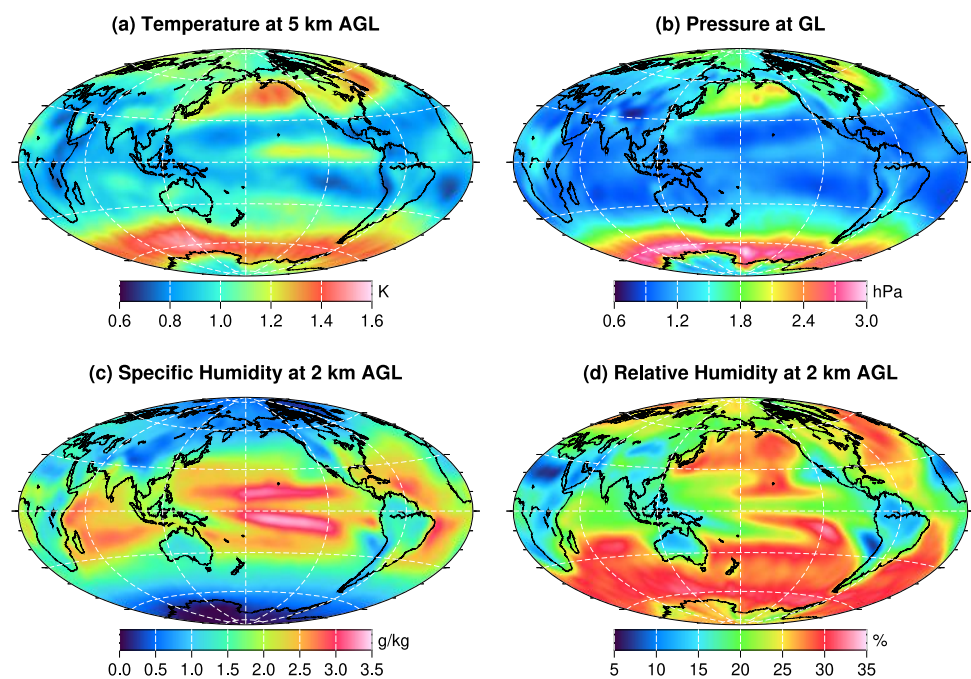 (a) Temperature at 5 km AGL
(b) Pressure at GL
K
0.6 0.8 1.0 1.2 1.4 1.6
hPa
0.6 1.2 1.8 2.4 3.0
(c) Specific Humidity at 2 km AGL
(d) Relative Humidity at 2 km AGL
g/kg
0.0 0.5 1.0 1.5 2.0 2.5 3.0 3.5
%
5 10 15 20 25 30 35